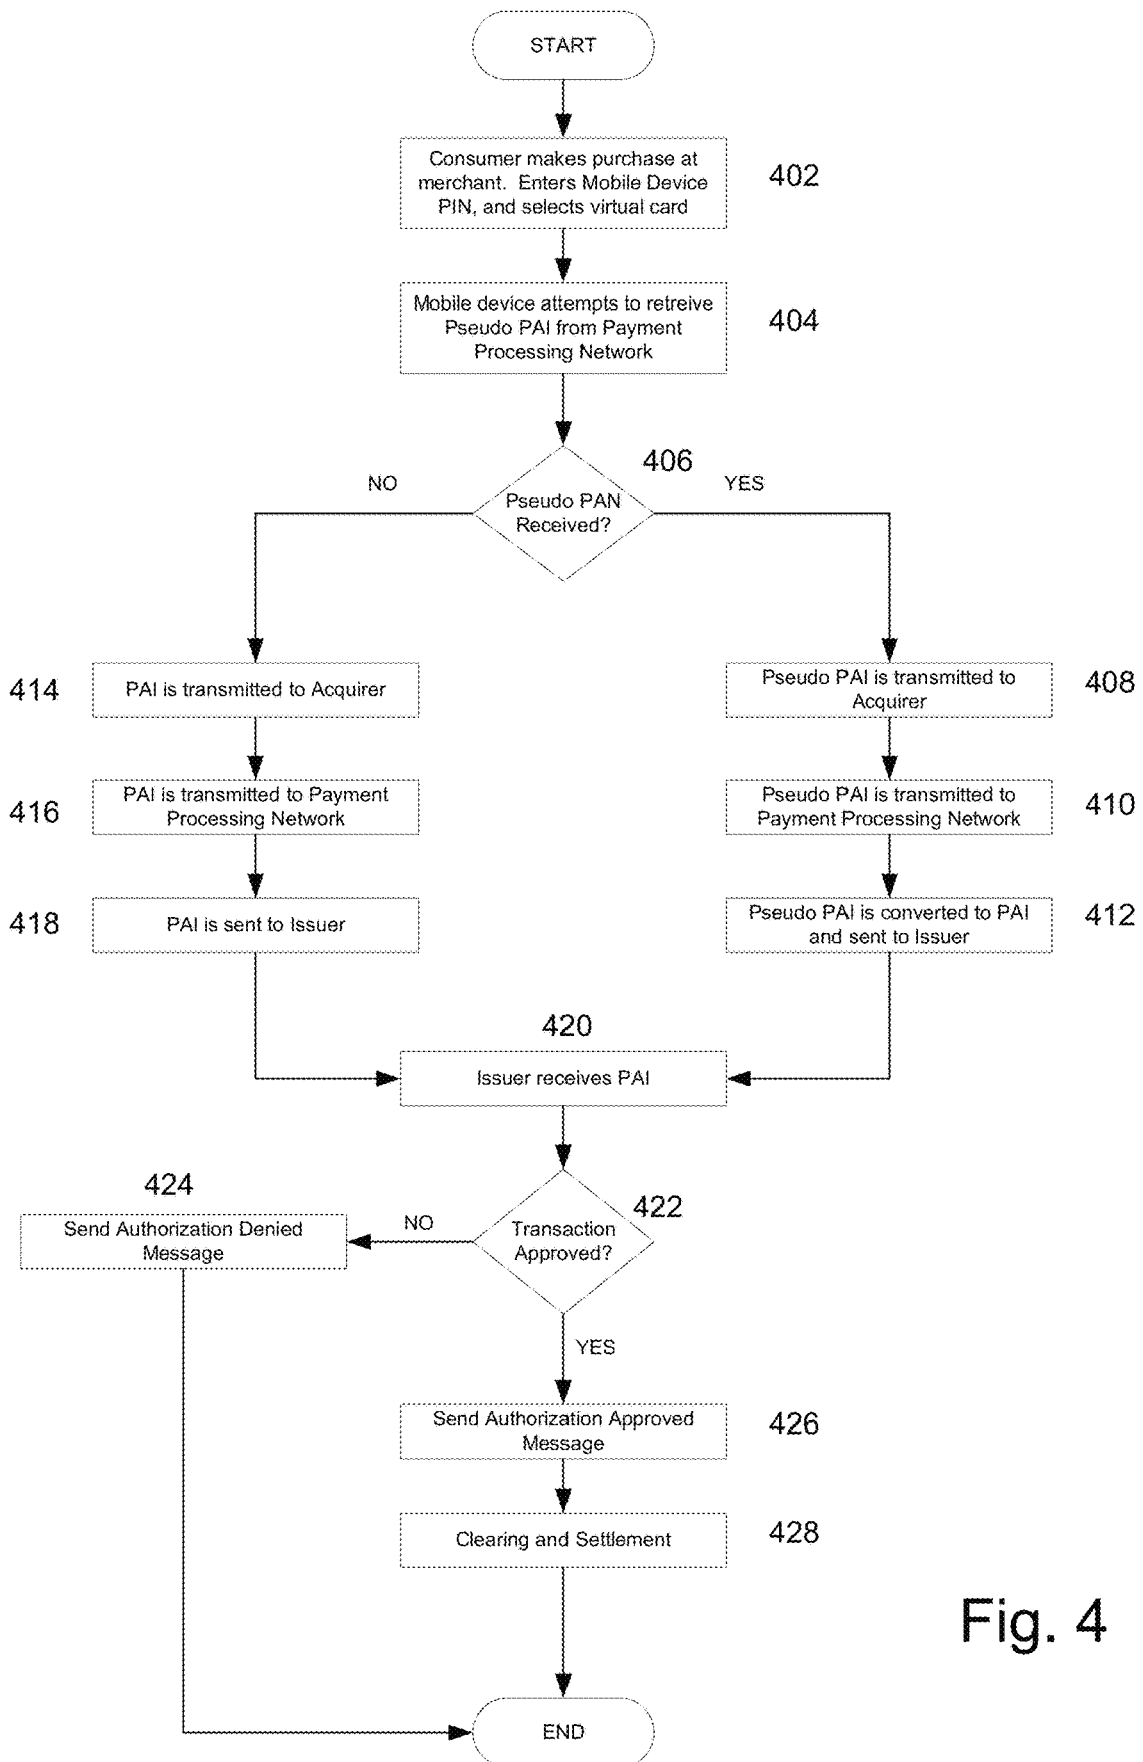 START
Consumer makes purchase at
merchant. Enters Mobile Device
PIN, and selects virtual card
402
Mobile device attempts to retreive
Pseudo PAI from Payment
Processing Network
404
406
NO
YES
Pseudo PAN
Received?
414
PAI is transmitted to Acquirer
Pseudo PAI is transmitted to
Acquirer
408
416
PAI is transmitted to Payment
Processing Network
Pseudo PAI is transmitted to
Payment Processing Network
410
418
PAI is sent to Issuer
Pseudo PAI is converted to PAI
and sent to Issuer
412
420
Issuer receives PAI
424
Send Authorization Denied
Message
NO
422
Transaction
Approved?
YES
Send Authorization Approved
Message
426
Clearing and Settlement
428
Fig. 4
END